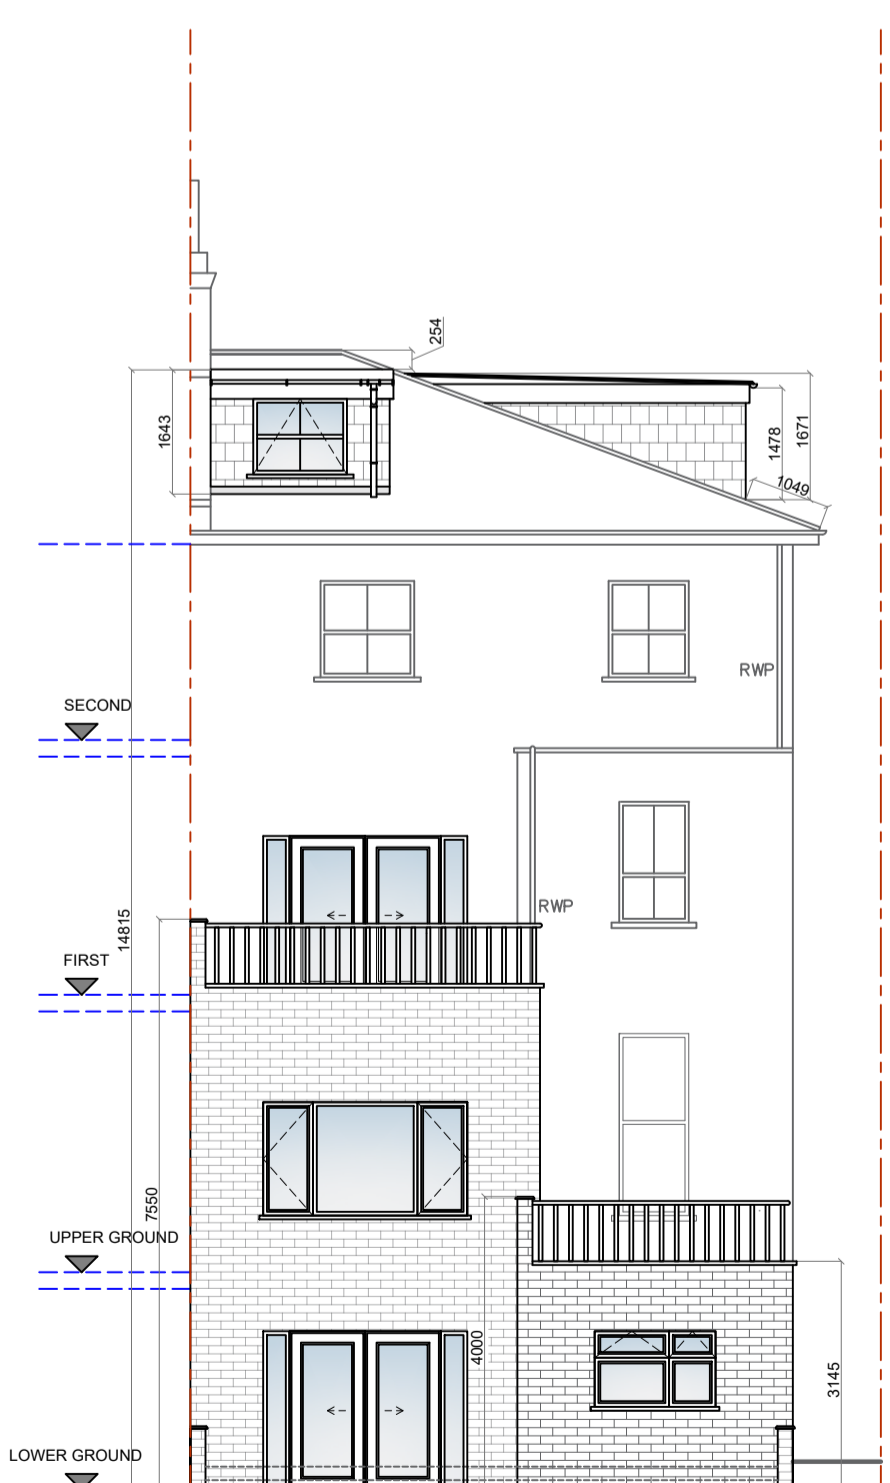 254
1643
1478
1671
1049
RWP
SECOND
RWP
14815
FIRST
7550
UPPER GROUND
4000
3145
LOWER GROUND